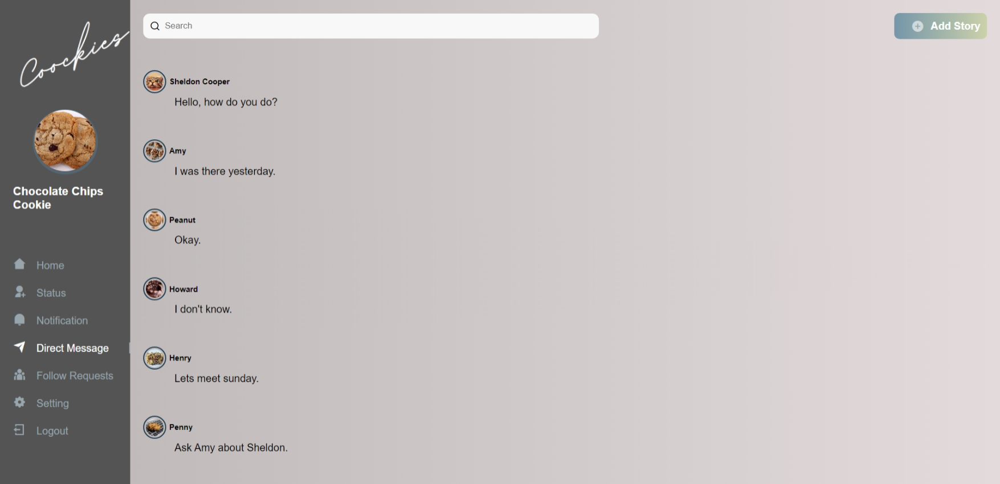 Coockies
Chocolate Chips
Cookie
Home
Status
Notification
Direct Message
Follow Requests
Setting
Logout
Search
Add Story
Sheldon Cooper
Hello, how do you do?
Amy
I was there yesterday.
Peanut
Okay.
Howard
I don't know.
Henry
Lets meet sunday.
Penny
Ask Amy about Sheldon.